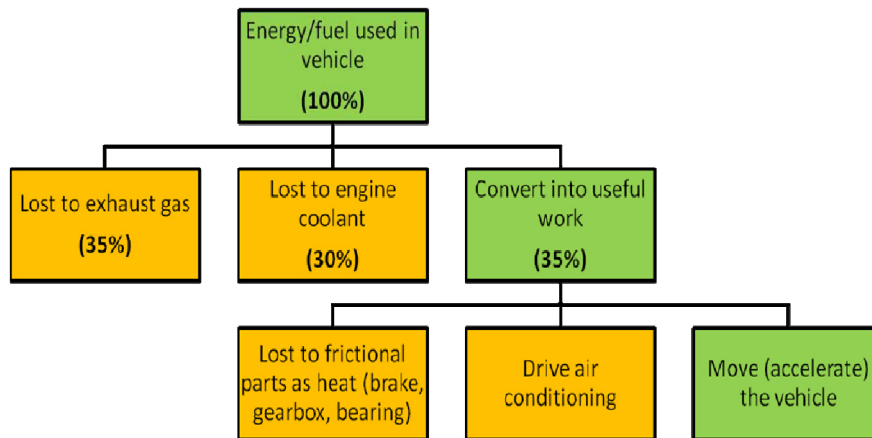 Energy/fuel used in
vehicle
(100%)
Lost to exhaust gas
(35%)
Lost to engine
coolant
(30%)
Convert into useful
work
(35%)
Lost to frictional
parts as heat (brake,
gearbox, bearing)
Drive air
conditioning
Move (accelerate)
the vehicle